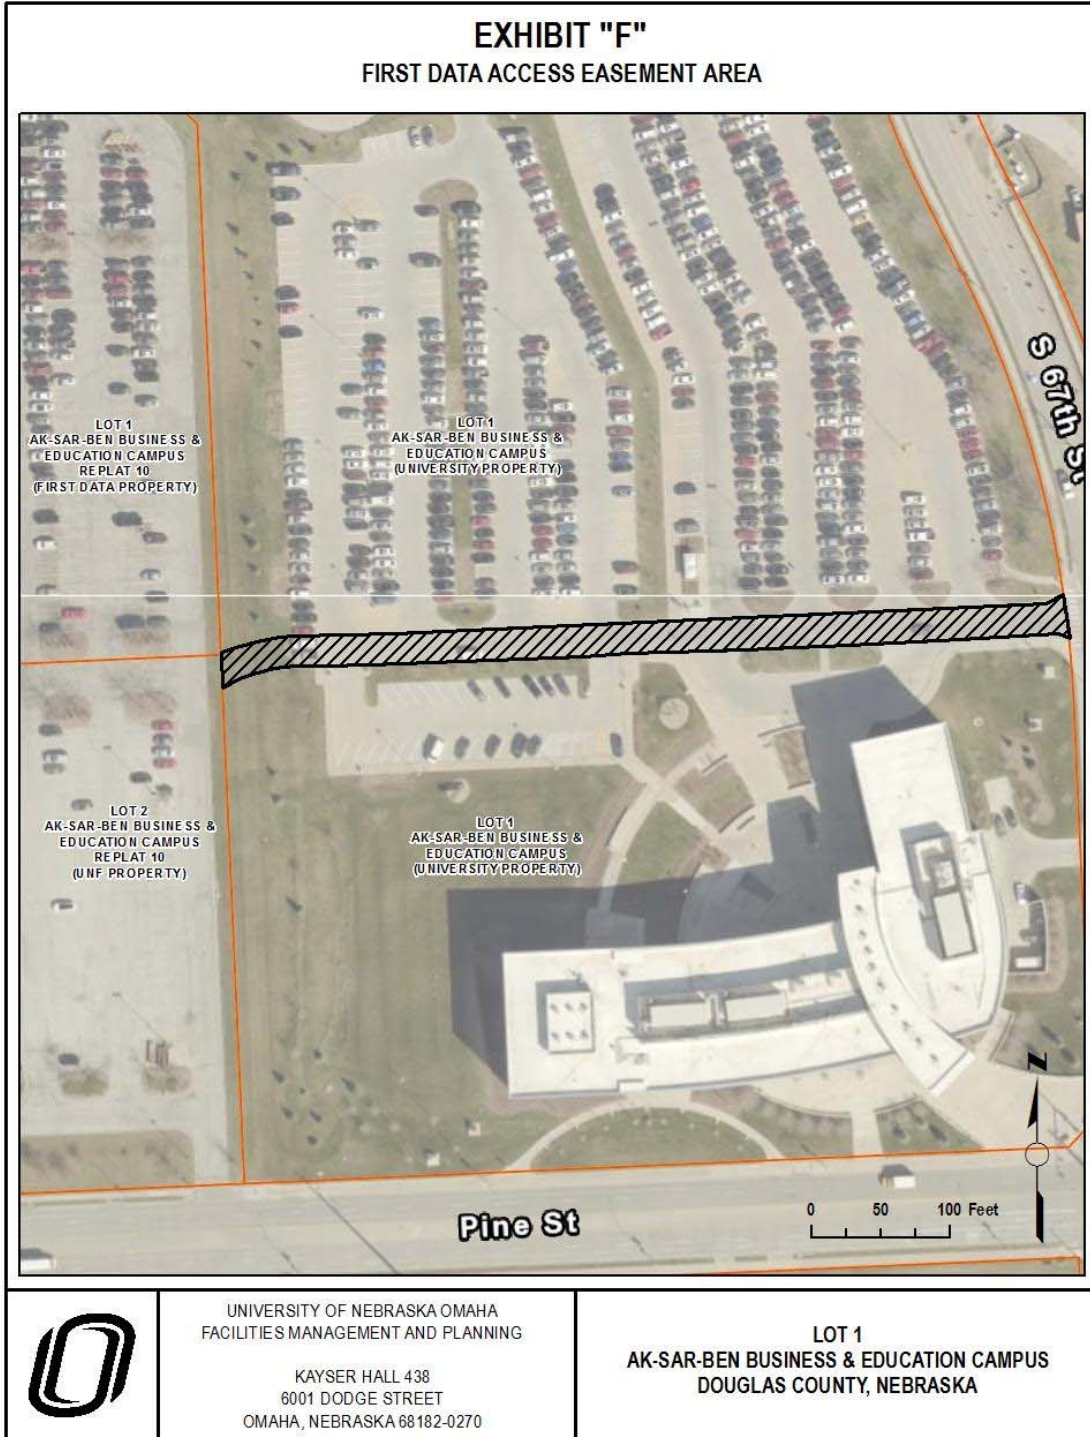 EXHIBIT "F"
FIRST DATA ACCESS EASEMENT AREA
S 67th St
LOT 1
AK-SAR-BEN BUSINESS &
EDUCATION CAMPUS
REPLAT 10
(FIRST DATA PROPERTY)
LOT 1
AK-SAR-BEN BUSINESS &
EDUCATION CAMPUS
(UNIVERSITY PROPERTY)
LOT 2
AK-SAR-BEN BUSINESS &
EDUCATION CAMPUS
REPLAT 10
(UNF PROPERTY)
LOT 1
AK-SAR-BEN BUSINESS &
EDUCATION CAMPUS
(UNIVERSITY PROPERTY)
Z
0 50 100 Feet
Pine St
O
UNIVERSITY OF NEBRASKA OMAHA
FACILITIES MANAGEMENT AND PLANNING
KAYSER HALL 438
6001 DODGE STREET
OMAHA, NEBRASKA 68182-0270
LOT 1
AK-SAR-BEN BUSINESS & EDUCATION CAMPUS
DOUGLAS COUNTY, NEBRASKA